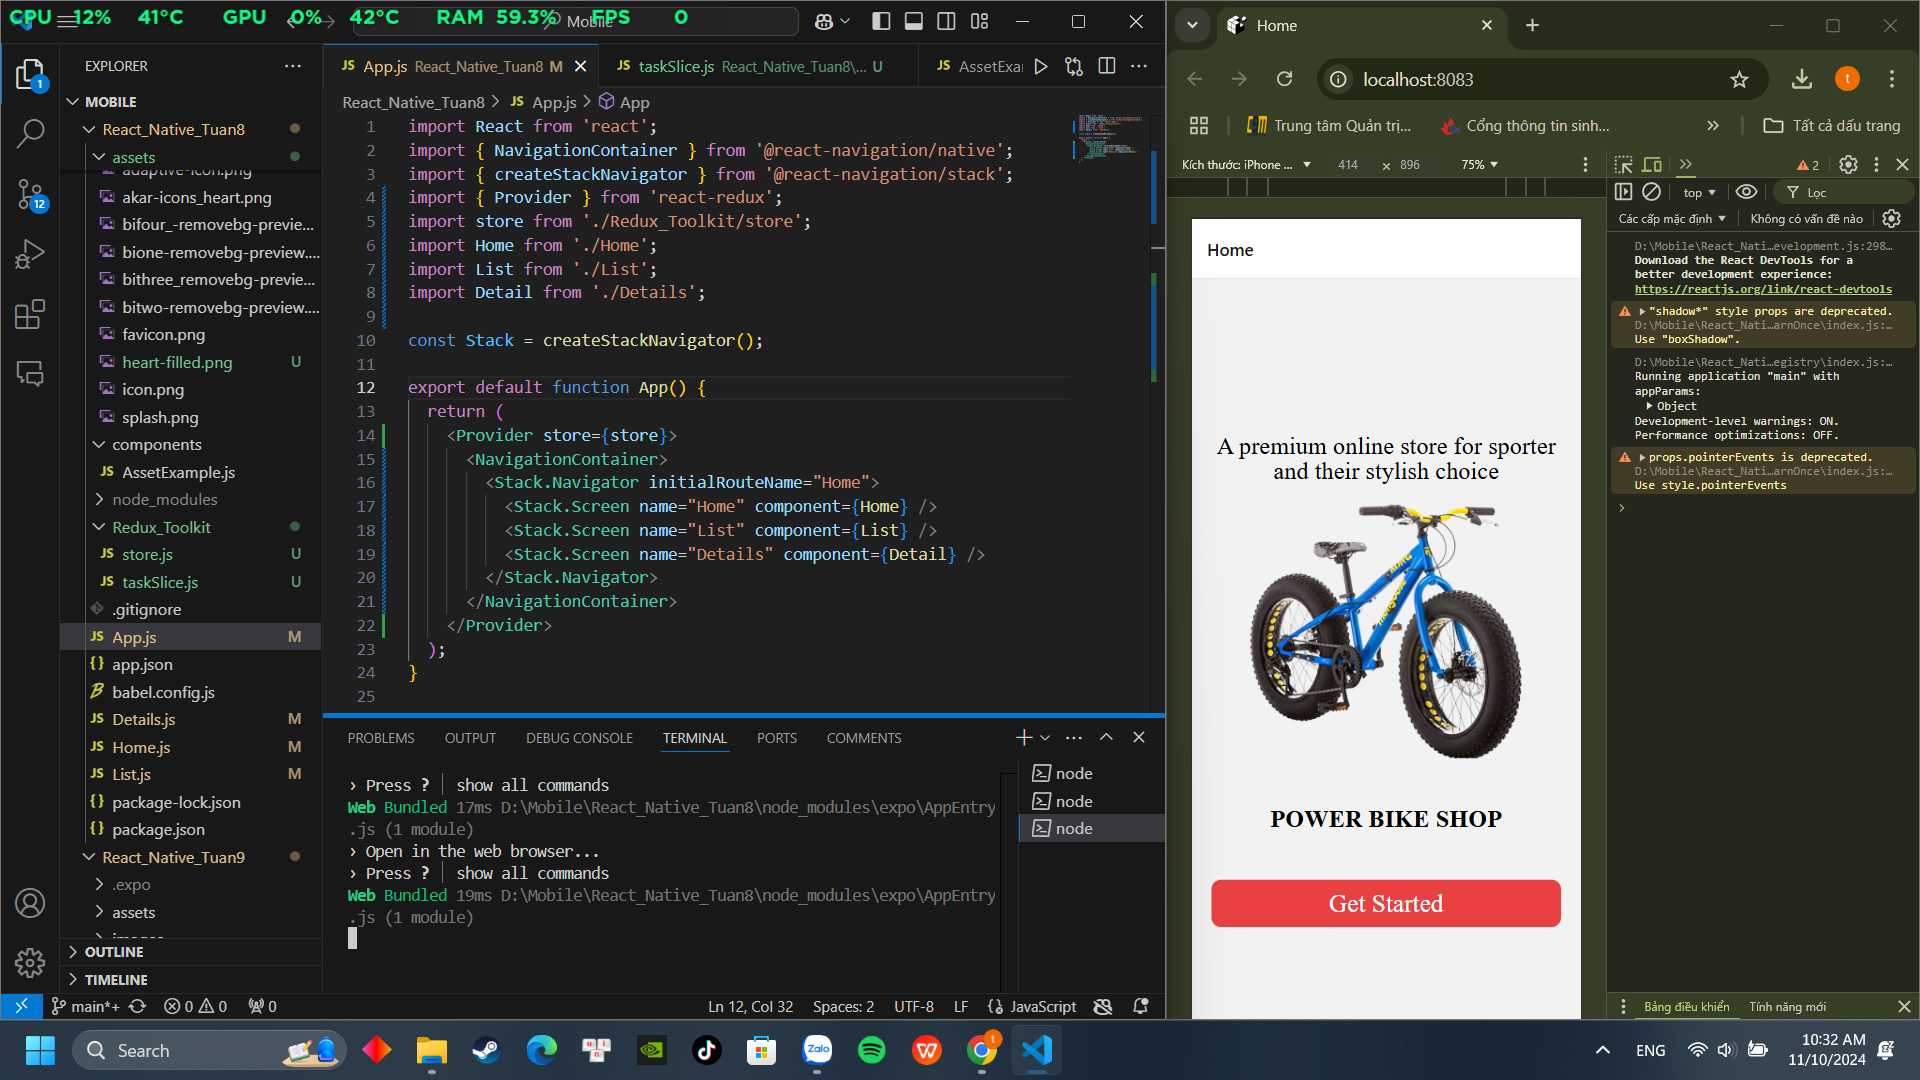 CPU 12% 41°C GPU 0% 42°C RAM 59.3% FPS 0
Mobile
EXPLORER
MOBILE
React_Native_Tuan8
assets
adaptive-icon.png
akar-icons_heart.png
bifour_-removebg-previe...
bione-removebg-preview....
bithree_removebg-previe...
bitwo-removebg-preview....
favicon.png
heart-filled.png U
icon.png
splash.png
components
JS AssetExample.js
node_modules
Redux_Toolkit
JS store.js U
JS taskSlice.js U
.gitignore
JS App.js M
{} app.json
babel.config.js
JS Details.js M
JS Home.js M
JS List.js M
{} package-lock.json
{} package.json
React_Native_Tuan9
.expo
assets
images
OUTLINE
TIMELINE
1
12
JS App.js React_Native_Tuan8 M
JS taskSlice.js React_Native_Tuan8\... U
JS AssetExa
React_Native_Tuan8 > JS App.js > App
1 import React from 'react';
2 import { NavigationContainer } from '@react-navigation/native';
3 import { createStackNavigator } from '@react-navigation/stack';
4 import { Provider } from 'react-redux';
5 import store from './Redux_Toolkit/store';
6 import Home from './Home';
7 import List from './List';
8 import Detail from './Details';
9
10 const Stack = createStackNavigator();
11
12 export default function App() {
13 return (
14 <Provider store={store}>
15 <NavigationContainer>
16 <Stack.Navigator initialRouteName="Home">
17 <Stack.Screen name="Home" component={Home} />
18 <Stack.Screen name="List" component={List} />
19 <Stack.Screen name="Details" component={Detail} />
20 </Stack.Navigator>
21 </NavigationContainer>
22 </Provider>
23 );
24 }
25
PROBLEMS OUTPUT DEBUG CONSOLE TERMINAL PORTS COMMENTS
› Press ? │ show all commands
Web Bundled 17ms D:\Mobile\React_Native_Tuan8\node_modules\expo\AppEntry
.js (1 module)
› Open in the web browser...
› Press ? │ show all commands
Web Bundled 19ms D:\Mobile\React_Native_Tuan8\node_modules\expo\AppEntry
.js (1 module)
node
node
node
main*+ 0 0 0 Ln 12, Col 32 Spaces: 2 UTF-8 LF {} JavaScript
Home
localhost:8083
t
Trung tâm Quản trị...
Cổng thông tin sinh...
Tất cả dấu trang
Kích thước: iPhone ... 414 × 896 75%
2
top
Lọc
Các cấp mặc định
Không có vấn đề nào
D:\Mobile\React_Nati…evelopment.js:298…
Download the React DevTools for a
better development experience:
https://reactjs.org/link/react-devtools
"shadow*" style props are deprecated.
D:\Mobile\React_Nati…arnOnce\index.js:…
Use "boxShadow".
D:\Mobile\React_Nati…egistry\index.js:…
Running application "main" with
appParams:
Object
Development-level warnings: ON.
Performance optimizations: OFF.
props.pointerEvents is deprecated.
D:\Mobile\React_Nati…arnOnce\index.js:…
Use style.pointerEvents
Bảng điều khiển
Tính năng mới
Home
A premium online store for sporter
and their stylish choice
POWER BIKE SHOP
Get Started
Search
Zalo
ENG
10:32 AM
11/10/2024